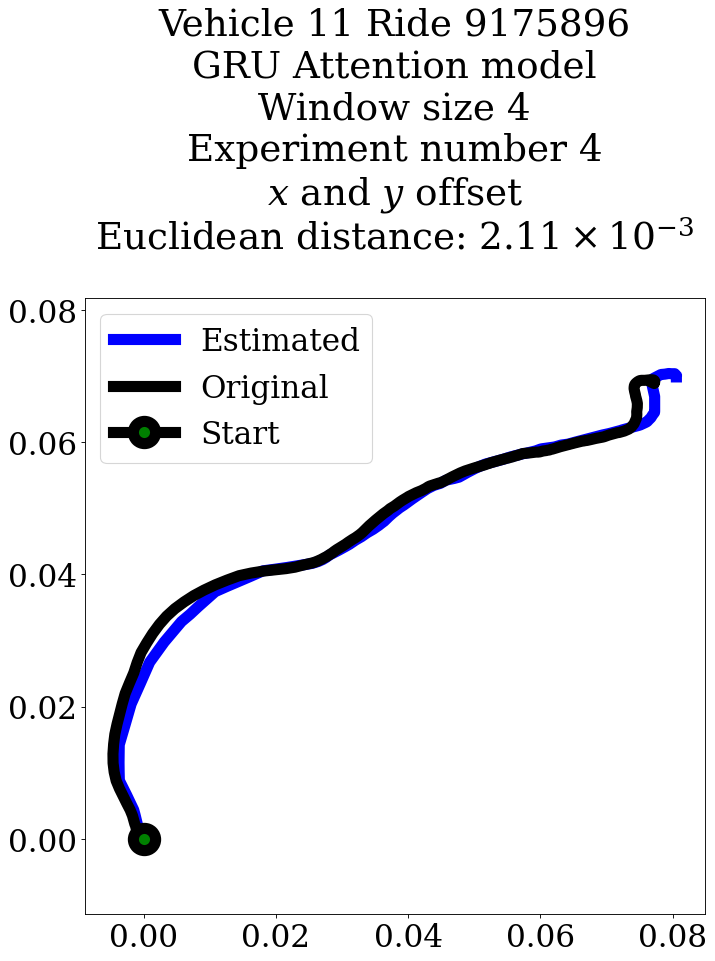 Vehicle 11 Ride 9175896
GRU Attention model
Window size 4
Experiment number 4
x and y offset
Euclidean distance: 2.11 × 10⁻³
Estimated
Original
Start
0.08
0.06
0.04
0.02
0.00
0.00 0.02 0.04 0.06 0.08